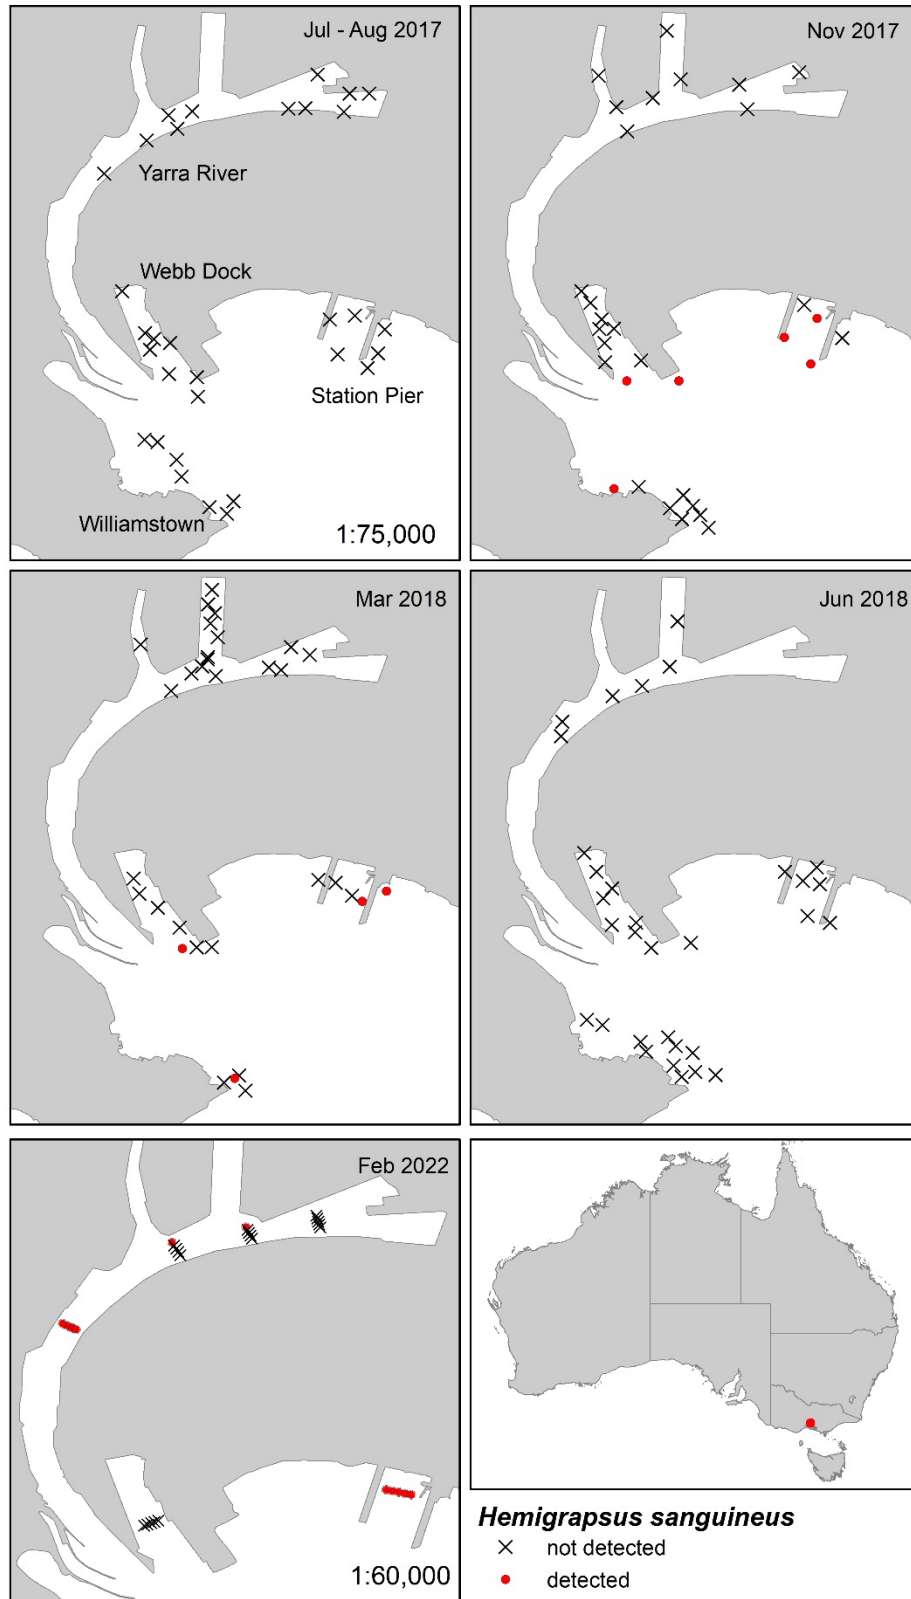 Jul - Aug 2017
Yarra River
Webb Dock
Station Pier
Williamstown
1:75,000
Nov 2017
Mar 2018
Jun 2018
Feb 2022
1:60,000
Hemigrapsus sanguineus
not detected
detected